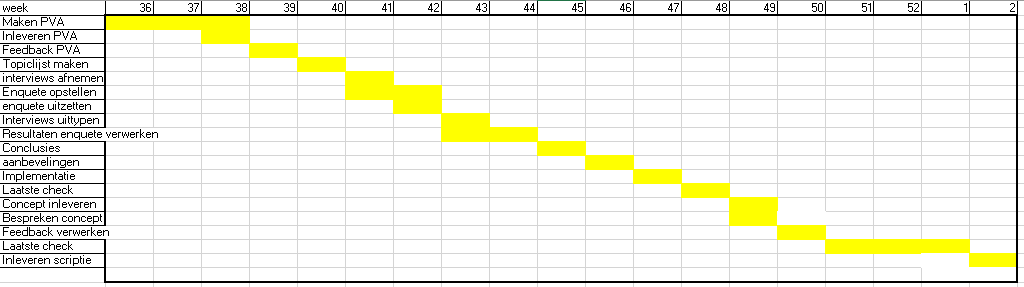 week 36 37 38 39 40 41 42 43 44 45 46 47 48 49 50 51 52 1 2
Maken PVA
Inleveren PVA
Feedback PVA
Topiclijst maken
interviews afnemen
Enquete opstellen
enquete uitzetten
Interviews uittypen
Resultaten enquete verwerken
Conclusies
aanbevelingen
Implementatie
Laatste check
Concept inleveren
Bespreken concept
Feedback verwerken
Laatste check
Inleveren scriptie